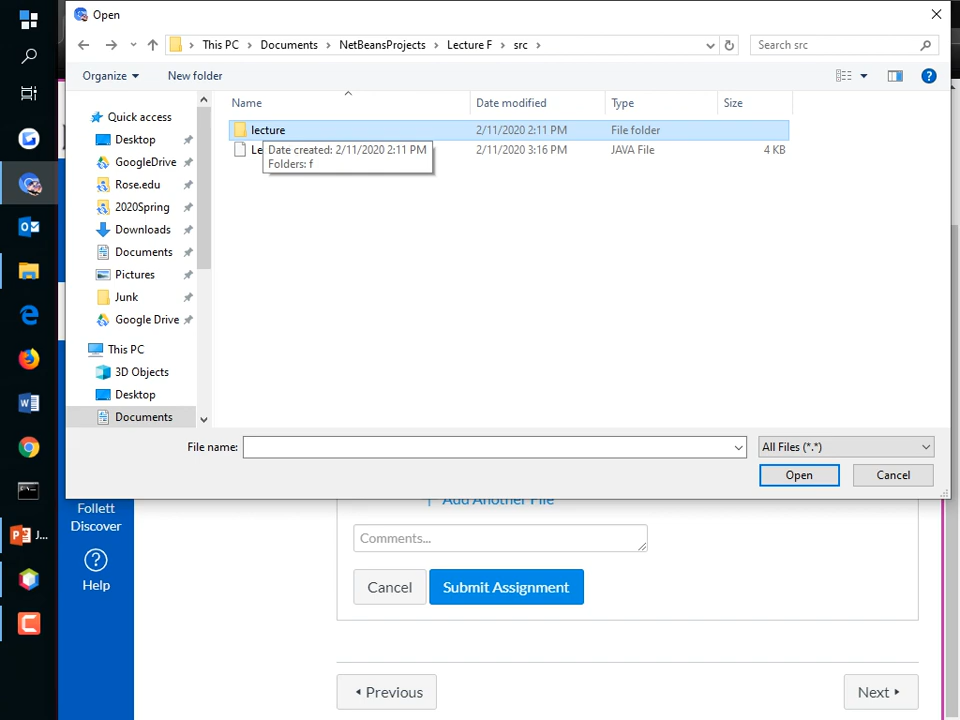 Open
This PC > Documents > NetBeansProjects > Lecture F > src >
Search src
Organize
New folder
?
Name
Date modified
Type
Size
lecture
2/11/2020 2:11 PM
File folder
2/11/2020 3:16 PM
JAVA File
4 KB
Date created: 2/11/2020 2:11 PM
Folders: f
Quick access
Desktop
GoogleDrive
Rose.edu
2020Spring
Downloads
Documents
Pictures
Junk
Google Drive
This PC
3D Objects
Desktop
Documents
File name:
All Files (*.*)
Open
Cancel
J...
Follett
Discover
Help
Add Another File
Comments...
Cancel
Submit Assignment
Previous
Next